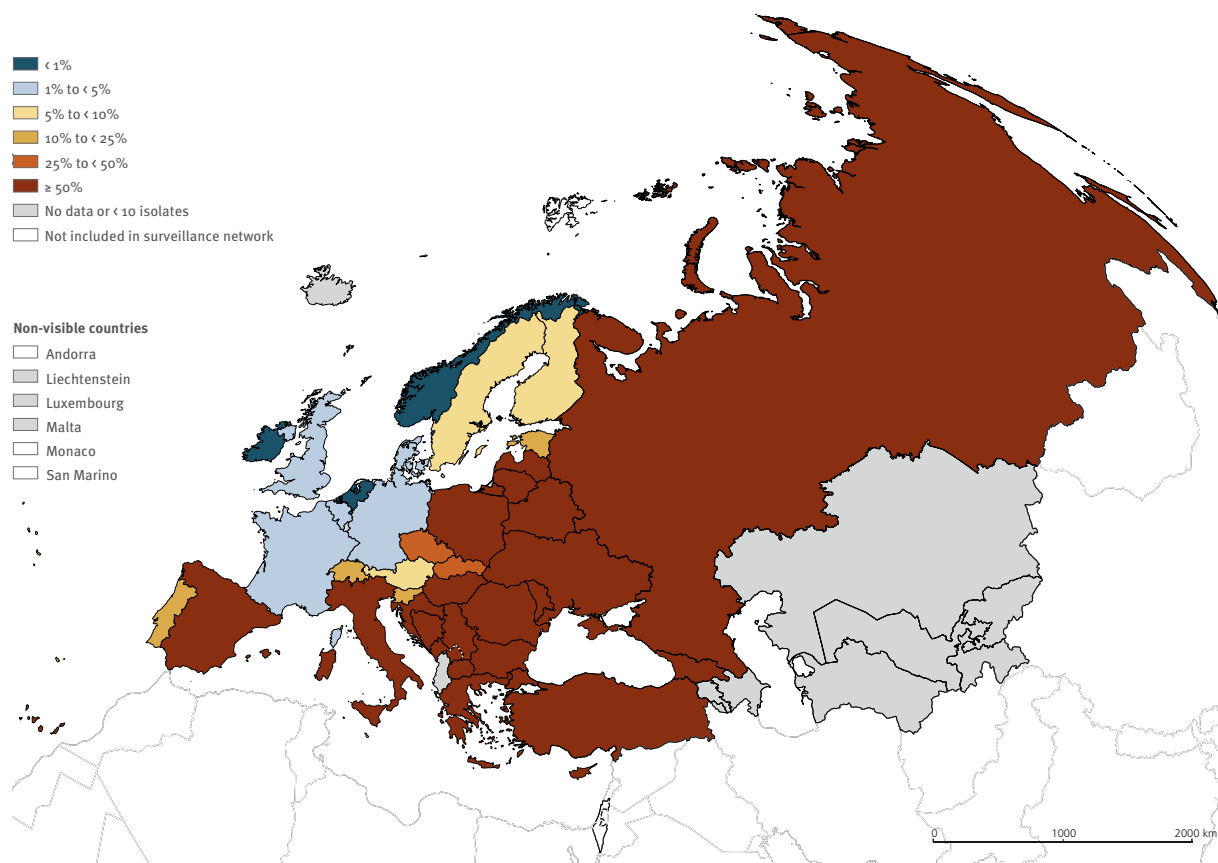 < 1%
1% to < 5%
5% to < 10%
10% to < 25%
25% to < 50%
≥ 50%
No data or < 10 isolates
Not included in surveillance network
Non-visible countries
Andorra
Liechtenstein
Luxembourg
Malta
Monaco
San Marino
0 1000 2000 km